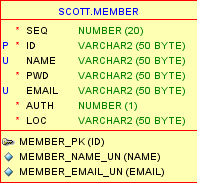 SCOTT.MEMBER
* SEQ NUMBER (20)
P * ID VARCHAR2 (50 BYTE)
U NAME VARCHAR2 (50 BYTE)
* PWD VARCHAR2 (50 BYTE)
U EMAIL VARCHAR2 (50 BYTE)
* AUTH NUMBER (1)
* LOC VARCHAR2 (50 BYTE)
MEMBER_PK (ID)
MEMBER_NAME_UN (NAME)
MEMBER_EMAIL_UN (EMAIL)